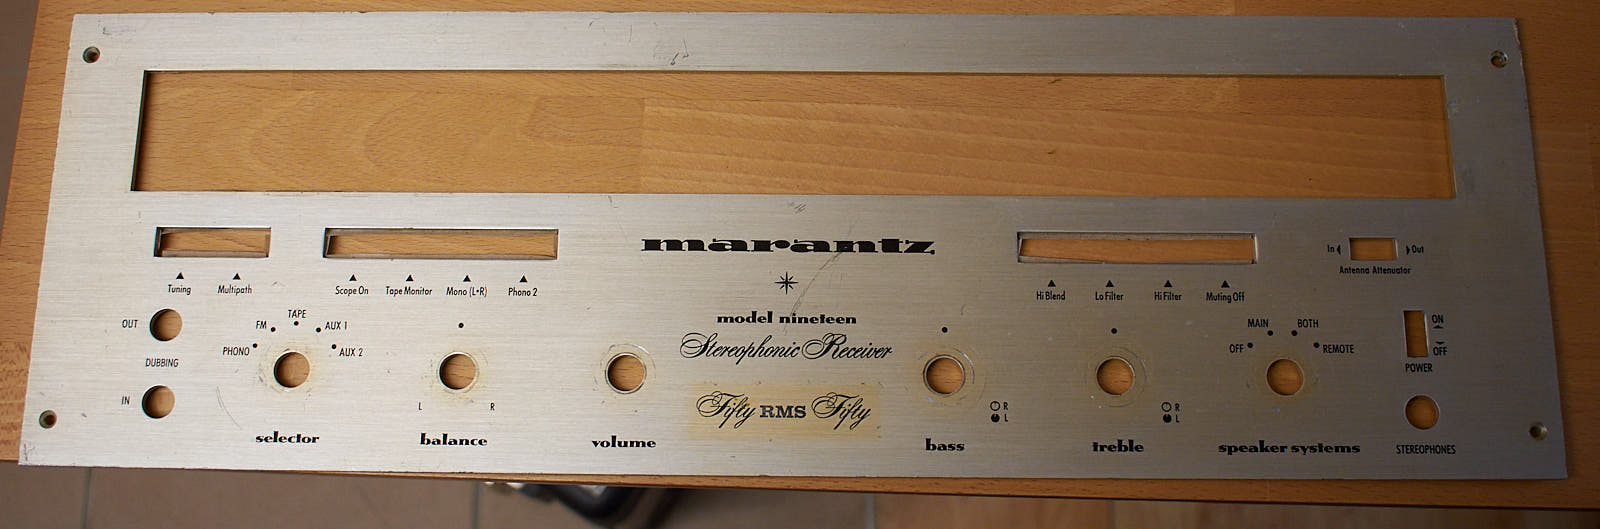 marantz
In Out
Antenna Attenuator
Tuning Multipath
Scope On Tape Monitor Mono (L+R) Phono 2
Hi Blend Lo Filter Hi Filter Muting Off
model nineteen
Stereophonic Receiver
Fifty RMS Fifty
OUT
DUBBING
IN
PHONO FM TAPE AUX 1 AUX 2
selector
L R
balance
volume
R
L
bass
R
L
treble
OFF MAIN BOTH REMOTE
speaker systems
ON
OFF
POWER
STEREOPHONES